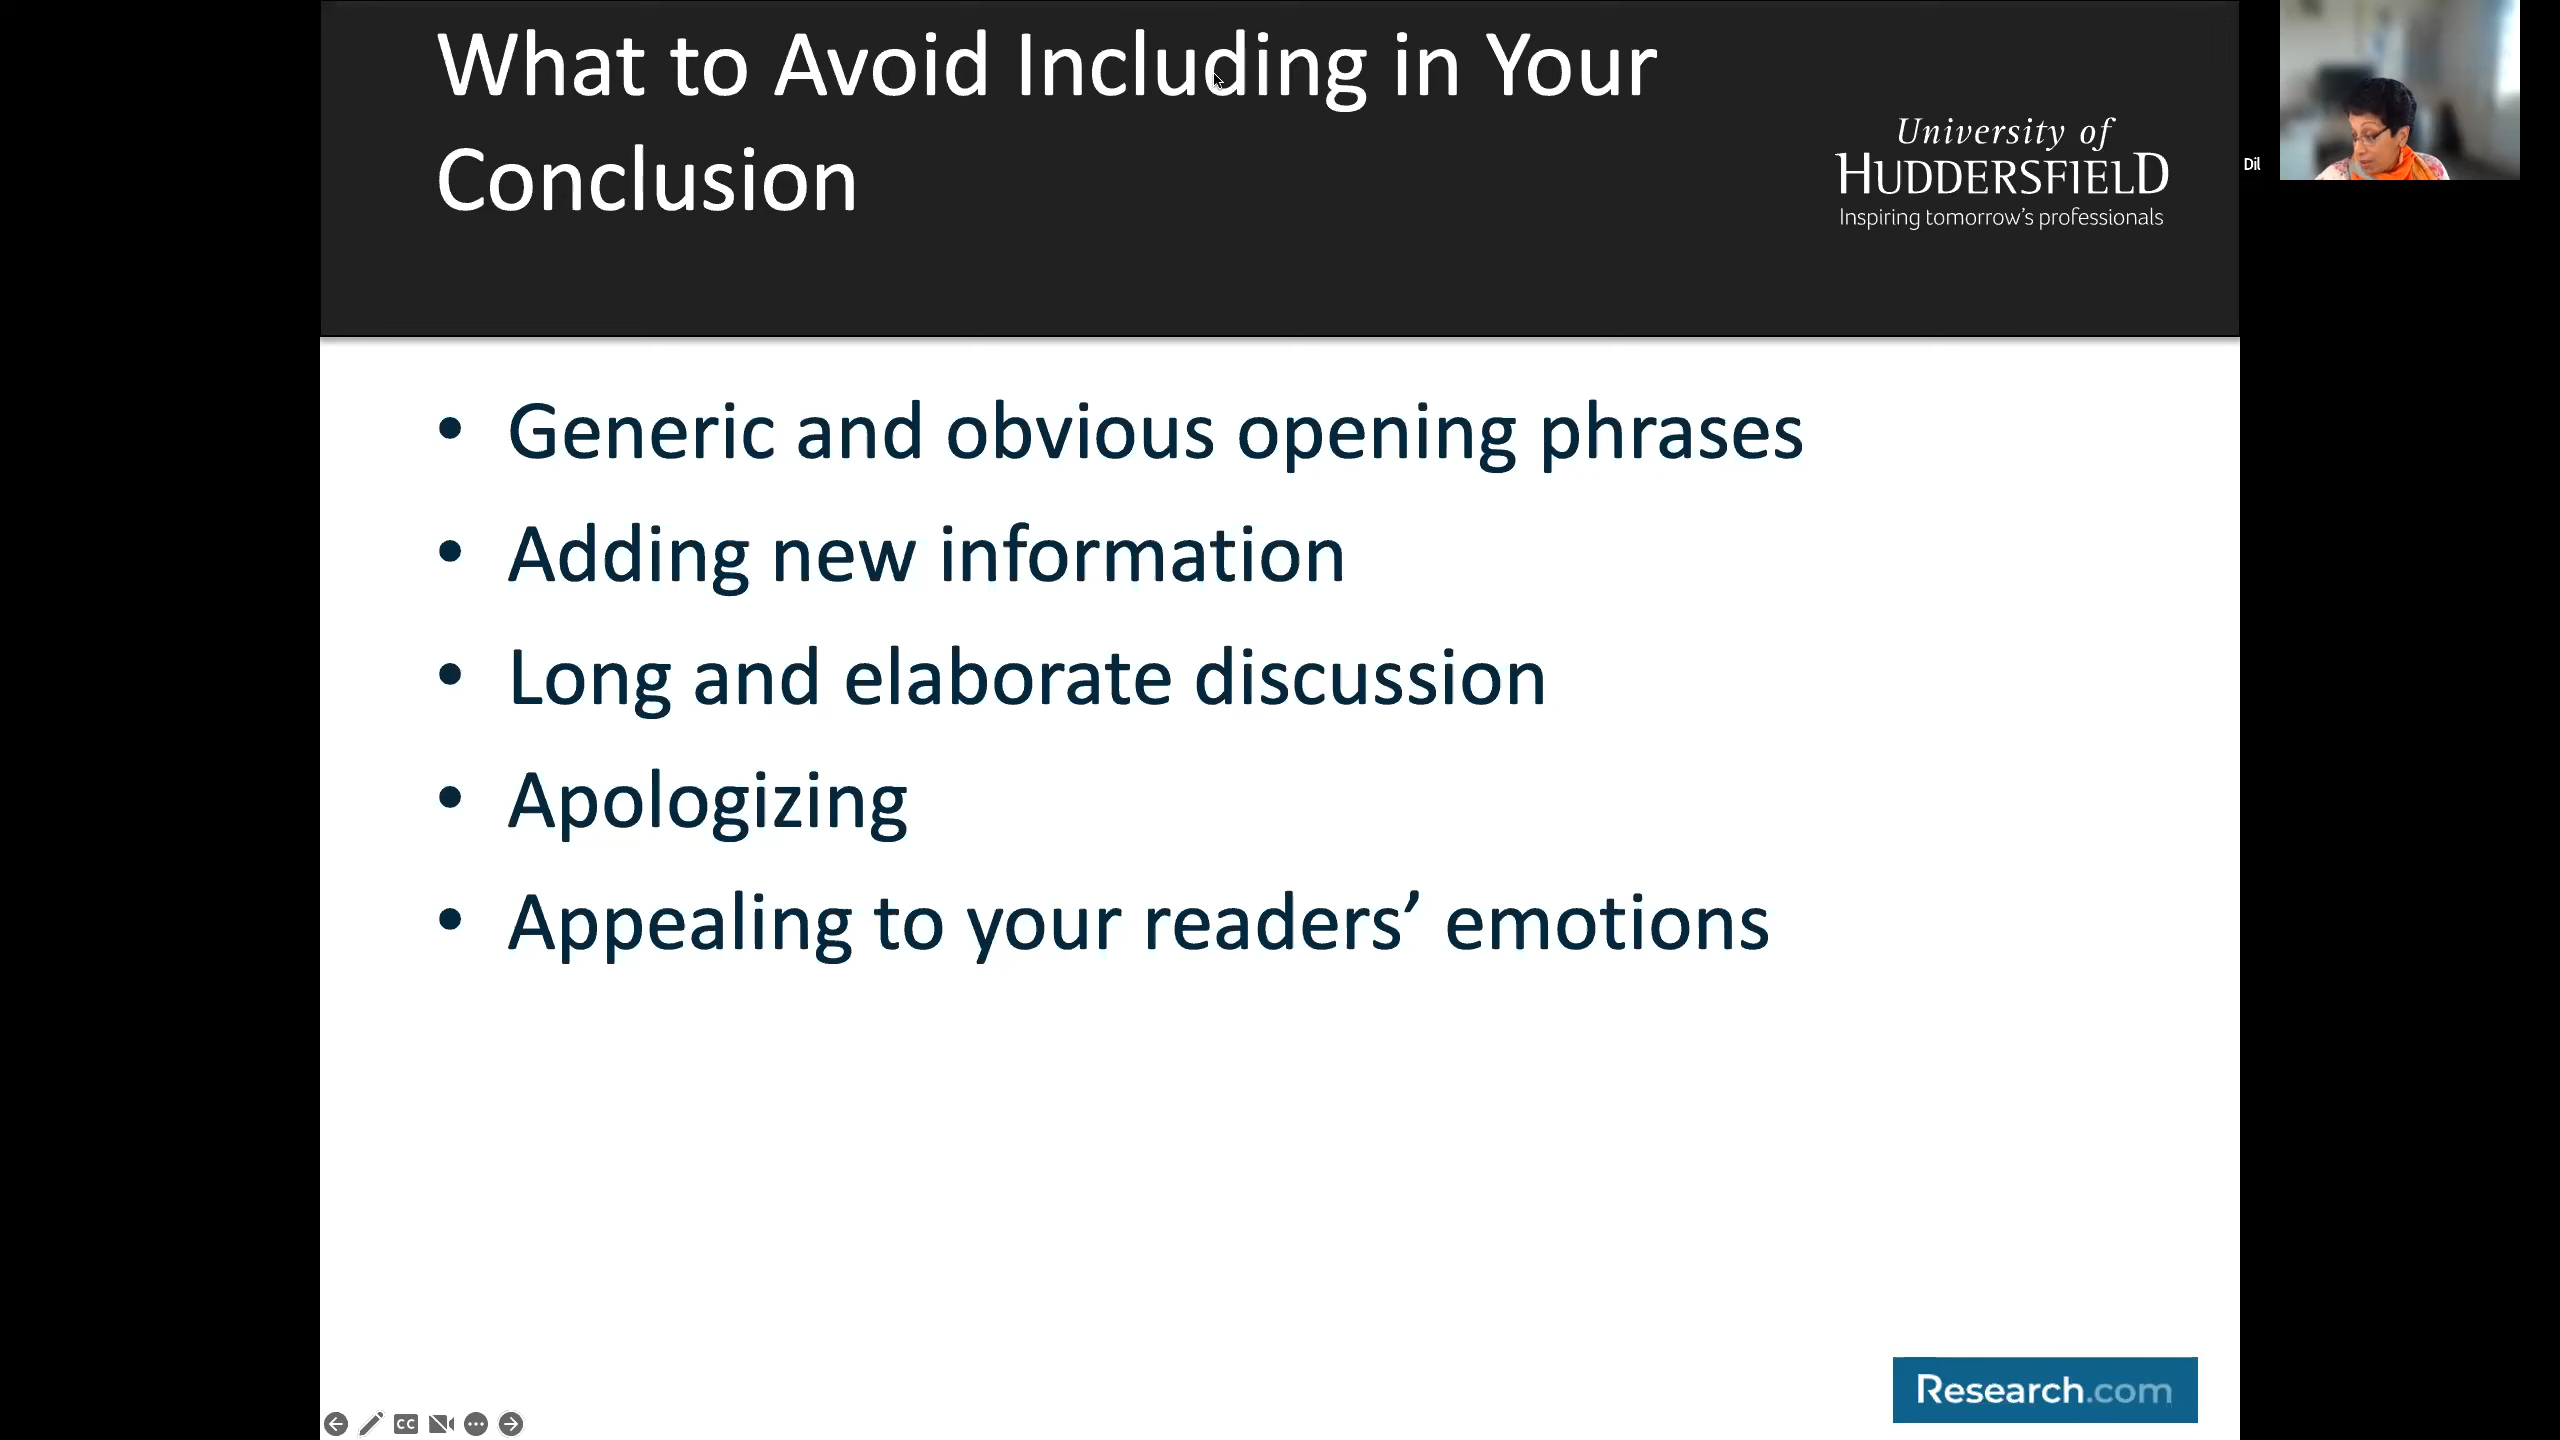 What to Avoid Including in Your
Conclusion
University of
HUDDERSFIELD
Inspiring tomorrow's professionals
Dil
• Generic and obvious opening phrases
• Adding new information
• Long and elaborate discussion
• Apologizing
• Appealing to your readers’ emotions
CC
Research.com